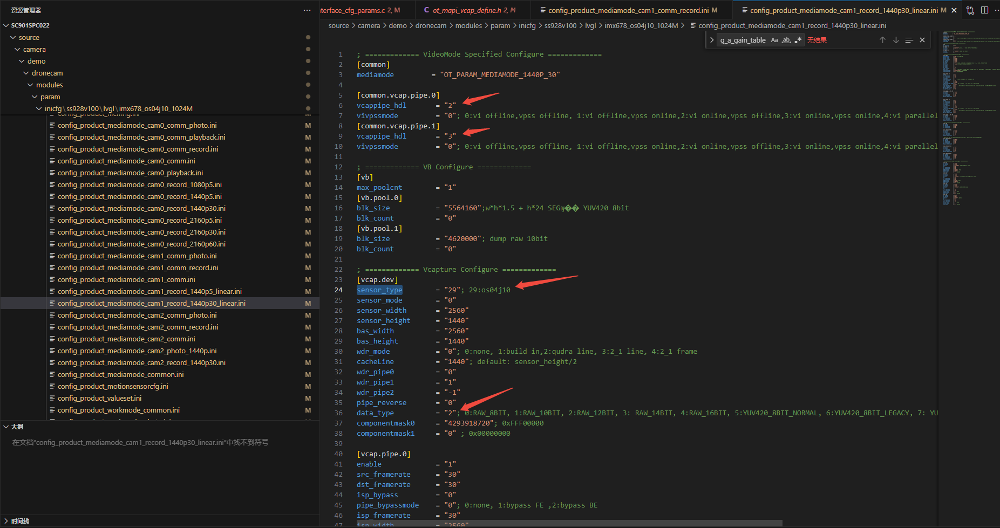 资源管理器
SC901SPC022
source
camera
demo
dronecam
modules
param
inicfg\ss928v100\lvgl\imx678_os04j10_1024M
config_product_mediamode_cam0_comm_photo.ini M
config_product_mediamode_cam0_comm_playback.ini M
config_product_mediamode_cam0_comm_record.ini M
config_product_mediamode_cam0_comm.ini M
config_product_mediamode_cam0_playback.ini M
config_product_mediamode_cam0_record_1080p5.ini M
config_product_mediamode_cam0_record_1440p5.ini M
config_product_mediamode_cam0_record_1440p30.ini M
config_product_mediamode_cam0_record_2160p5.ini M
config_product_mediamode_cam0_record_2160p30.ini M
config_product_mediamode_cam0_record_2160p60.ini M
config_product_mediamode_cam1_comm_photo.ini M
config_product_mediamode_cam1_comm_record.ini M
config_product_mediamode_cam1_comm.ini M
config_product_mediamode_cam1_record_1440p5_linear.ini M
config_product_mediamode_cam1_record_1440p30_linear.ini M
config_product_mediamode_cam2_comm_photo.ini M
config_product_mediamode_cam2_comm_record.ini M
config_product_mediamode_cam2_comm.ini M
config_product_mediamode_cam2_photo_1440p.ini M
config_product_mediamode_cam2_record_1440p30.ini M
config_product_mediamode_common.ini M
config_product_motionsensorcfg.ini M
config_product_valueset.ini M
config_product_workmode_common.ini M
大纲
在文档“config_product_mediamode_cam1_record_1440p30_linear.ini”中找不到符号
时间线
nterface_cfg_params.c 2, M
C ot_mapi_vcap_define.h 2, M
config_product_mediamode_cam1_comm_record.ini M
config_product_mediamode_cam1_record_1440p30_linear.ini M
source > camera > demo > dronecam > modules > param > inicfg > ss928v100 > lvgl > imx678_os04j10_1024M > config_product_mediamode_cam1_record_1440p30_linear.ini
g_a_gain_table Aa ab .* 无结果
1 ; ============= VideoMode Specified Configure =============
2 [common]
3 mediamode = "OT_PARAM_MEDIAMODE_1440P_30"
4
5 [common.vcap.pipe.0]
6 vcappipe_hdl = "2"
7 vivpssmode = "0"; 0:vi offline,vpss offline, 1:vi offline,vpss online,2:vi online,vpss offline,3:vi online,vpss online,4:vi parallel
8 [common.vcap.pipe.1]
9 vcappipe_hdl = "3"
10 vivpssmode = "0"; 0:vi offline,vpss offline, 1:vi offline,vpss online,2:vi online,vpss offline,3:vi online,vpss online,4:vi parallel
11
12 ; ============= VB Configure =============
13 [vb]
14 max_poolcnt = "1"
15 [vb.pool.0]
16 blk_size = "5564160";w*h*1.5 + h*24 SEG YUV420 8bit
17 blk_count = "0"
18 [vb.pool.1]
19 blk_size = "4620000"; dump raw 10bit
20 blk_count = "0"
21
22 ; ============= Vcapture Configure =============
23 [vcap.dev]
24 sensor_type = "29"; 29:os04j10
25 sensor_mode = "0"
26 sensor_width = "2560"
27 sensor_height = "1440"
28 bas_width = "2560"
29 bas_height = "1440"
30 wdr_mode = "0"; 0:none, 1:build in,2:qudra line, 3:2_1 line, 4:2_1 frame
31 cacheLine = "1440"; default: sensor_height/2
32 wdr_pipe0 = "0"
33 wdr_pipe1 = "1"
34 wdr_pipe2 = "-1"
35 pipe_reverse = "0"
36 data_type = "2"; 0:RAW_8BIT, 1:RAW_10BIT, 2:RAW_12BIT, 3: RAW_14BIT, 4:RAW_16BIT, 5:YUV420_8BIT_NORMAL, 6:YUV420_8BIT_LEGACY, 7: YU
37 componentmask0 = "4293918720"; 0xFFF00000
38 componentmask1 = "0" ; 0x00000000
39
40 [vcap.pipe.0]
41 enable = "1"
42 src_framerate = "30"
43 dst_framerate = "30"
44 isp_bypass = "0"
45 pipe_bypassmode = "0"; 0:none, 1:bypass FE ,2:bypass BE
46 isp_framerate = "30"
47 isp_width = "2560"